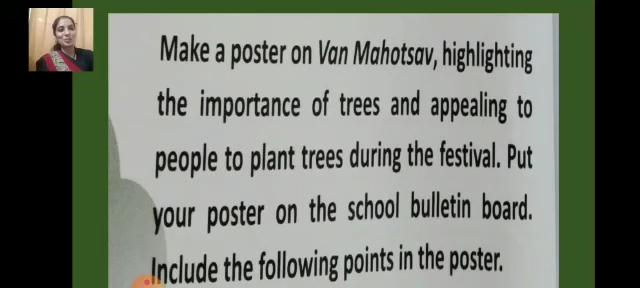 Make a poster on Van Mahotsav, highlighting
the importance of trees and appealing to
people to plant trees during the festival. Put
your poster on the school bulletin board.
Include the following points in the poster.